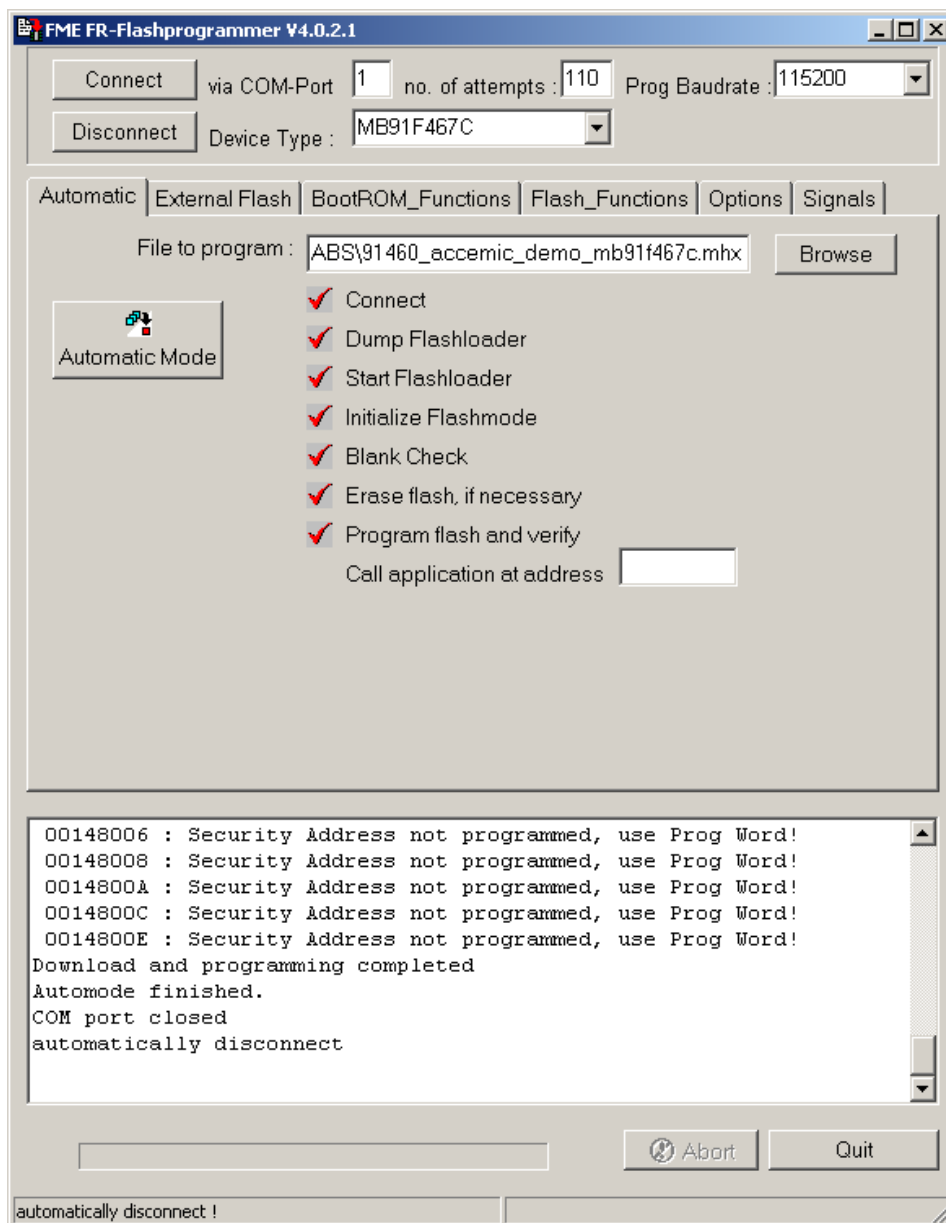 FME FR-Flashprogrammer V4.0.2.1
Connect via COM-Port 1 no. of attempts : 110 Prog Baudrate : 115200
Disconnect Device Type : MB91F467C
Automatic External Flash BootROM_Functions Flash_Functions Options Signals
File to program : ABS\91460_accemic_demo_mb91f467c.mhx Browse
Automatic Mode
Connect
Dump Flashloader
Start Flashloader
Initialize Flashmode
Blank Check
Erase flash, if necessary
Program flash and verify
Call application at address
00148006 : Security Address not programmed, use Prog Word!
00148008 : Security Address not programmed, use Prog Word!
0014800A : Security Address not programmed, use Prog Word!
0014800C : Security Address not programmed, use Prog Word!
0014800E : Security Address not programmed, use Prog Word!
Download and programming completed
Automode finished.
COM port closed
automatically disconnect
Abort Quit
automatically disconnect !